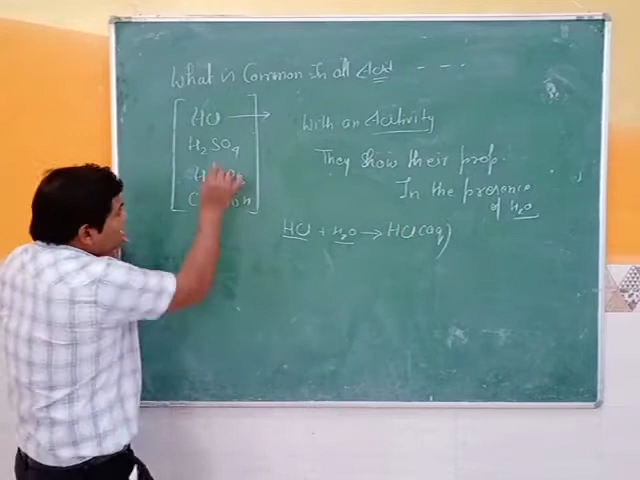 What is Common in all Acid - - -
HCl →
H2SO4
With an Acitivity
They show their prop.
In the presence
of H2O
HCl + H2O → HCl(aq)